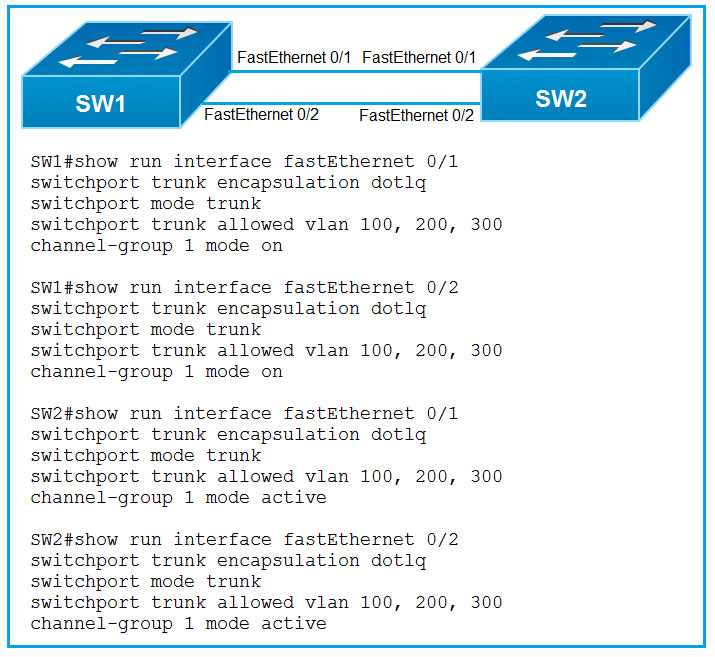 FastEthernet 0/1 FastEthernet 0/1
SW1
SW2
FastEthernet 0/2 FastEthernet 0/2
SW1#show run interface fastEthernet 0/1
switchport trunk encapsulation dotlq
switchport mode trunk
switchport trunk allowed vlan 100, 200, 300
channel-group 1 mode on
SW1#show run interface fastEthernet 0/2
switchport trunk encapsulation dotlq
switchport mode trunk
switchport trunk allowed vlan 100, 200, 300
channel-group 1 mode on
SW2#show run interface fastEthernet 0/1
switchport trunk encapsulation dotlq
switchport mode trunk
switchport trunk allowed vlan 100, 200, 300
channel-group 1 mode active
SW2#show run interface fastEthernet 0/2
switchport trunk encapsulation dotlq
switchport mode trunk
switchport trunk allowed vlan 100, 200, 300
channel-group 1 mode active